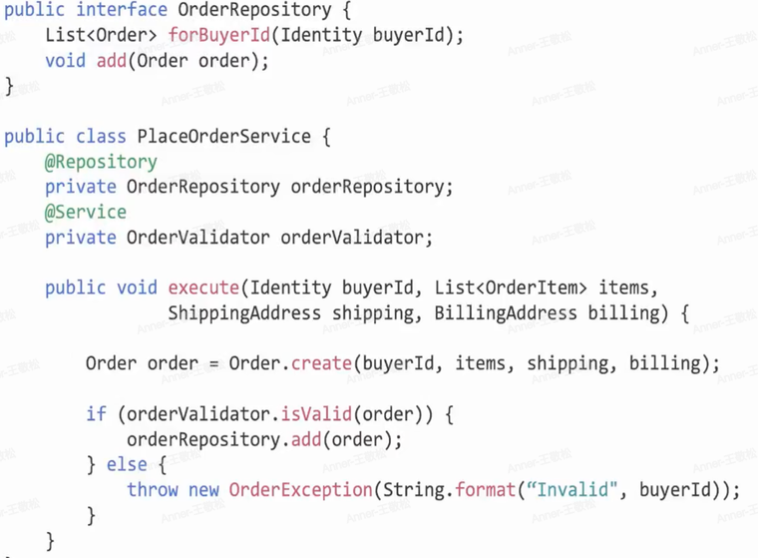 public interface OrderRepository {
    List<Order> forBuyerId(Identity buyerId);
    void add(Order order);
}

public class PlaceOrderService {
    @Repository
    private OrderRepository orderRepository;
    @Service
    private OrderValidator orderValidator;

    public void execute(Identity buyerId, List<OrderItem> items,
                ShippingAddress shipping, BillingAddress billing) {

        Order order = Order.create(buyerId, items, shipping, billing);

        if (orderValidator.isValid(order)) {
            orderRepository.add(order);
        } else {
            throw new OrderException(String.format(“Invalid", buyerId));
        }
    }